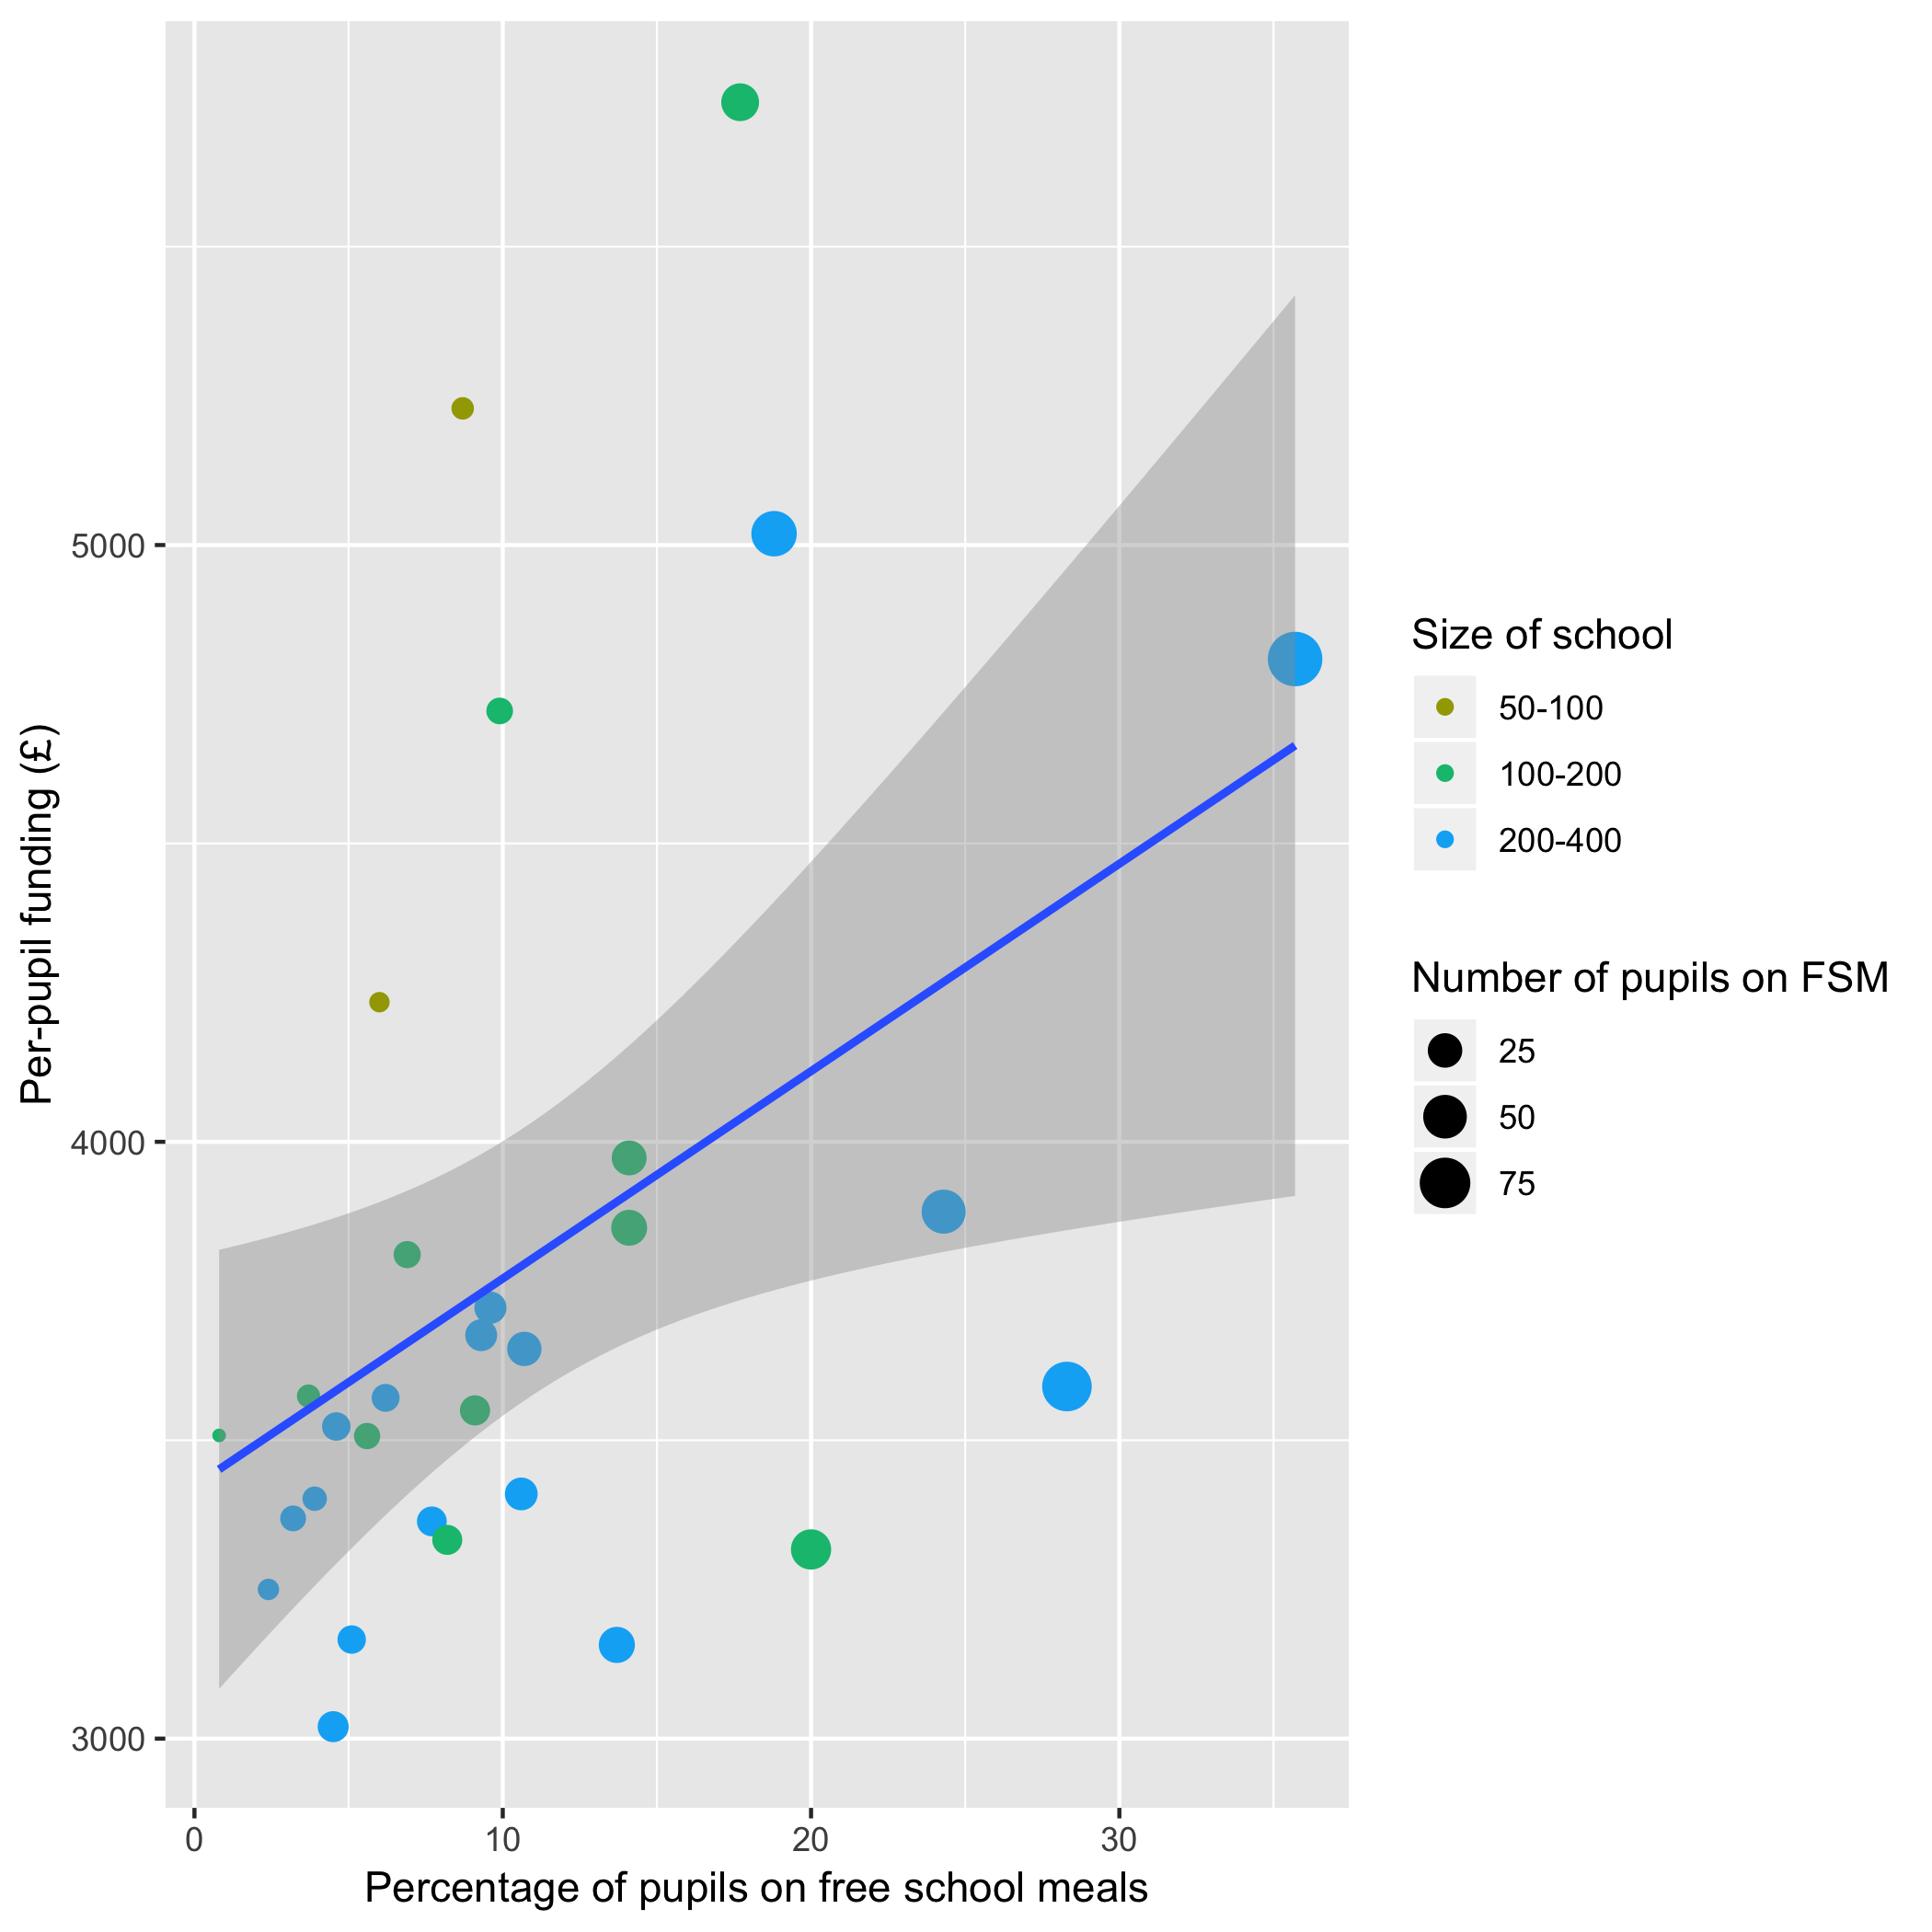 Per-pupil funding (£)
5000
4000
3000
0 10 20 30
Percentage of pupils on free school meals
Size of school
50-100
100-200
200-400
Number of pupils on FSM
25
50
75